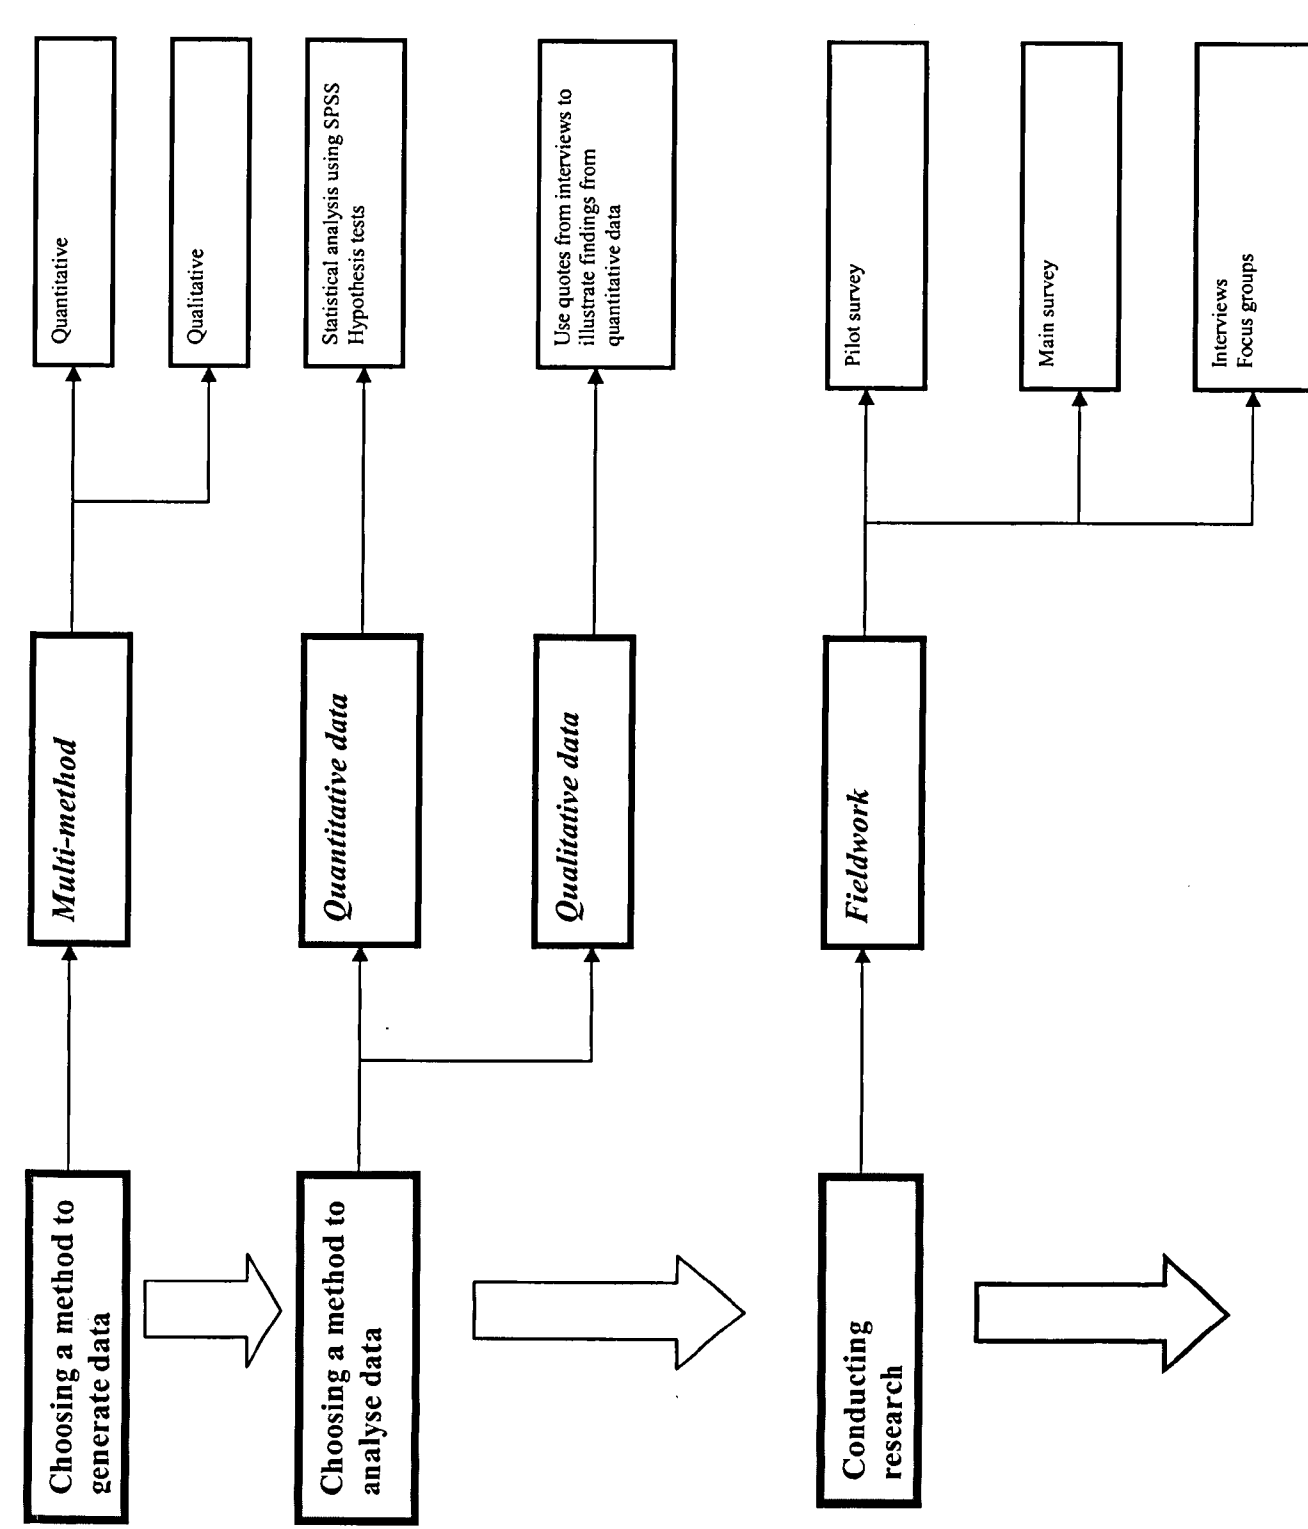 Choosing a method to
generate data
Multi-method
Quantitative
Qualitative
Choosing a method to
analyse data
Quantitative data
Statistical analysis using SPSS
Hypothesis tests
Qualitative data
Use quotes from interviews to
illustrate findings from
quantitative data
Conducting
research
Fieldwork
Pilot survey
Main survey
Interviews
Focus groups